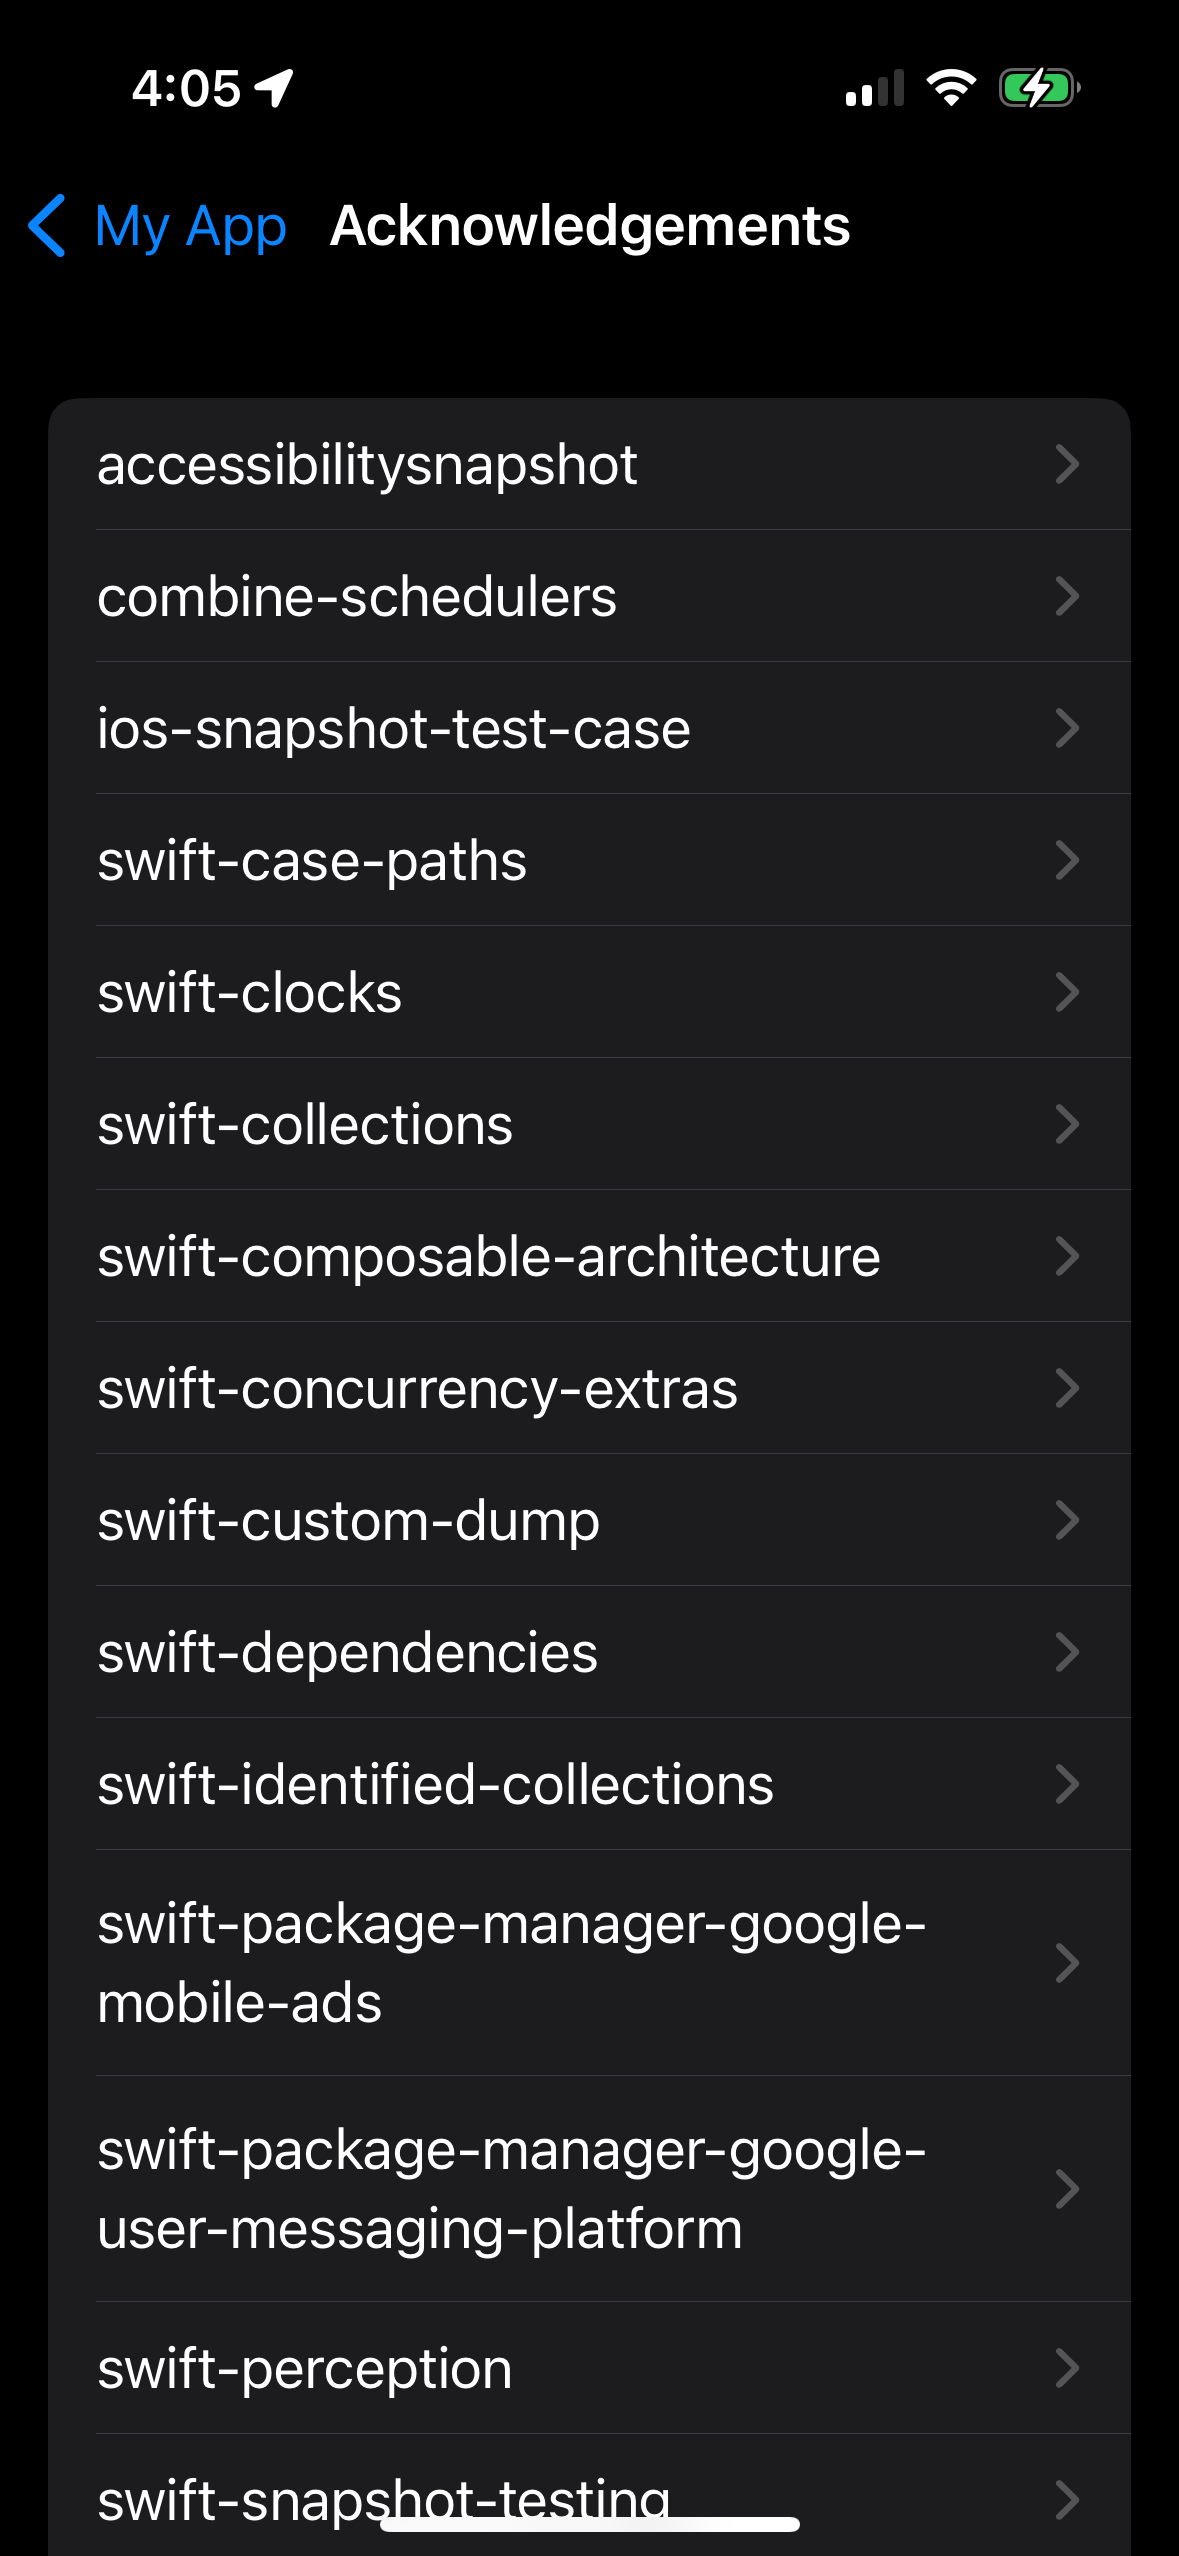 4:05
My App
Acknowledgements
accessibilitysnapshot
combine-schedulers
ios-snapshot-test-case
swift-case-paths
swift-clocks
swift-collections
swift-composable-architecture
swift-concurrency-extras
swift-custom-dump
swift-dependencies
swift-identified-collections
swift-package-manager-google-
mobile-ads
swift-package-manager-google-
user-messaging-platform
swift-perception
swift-snapshot-testing